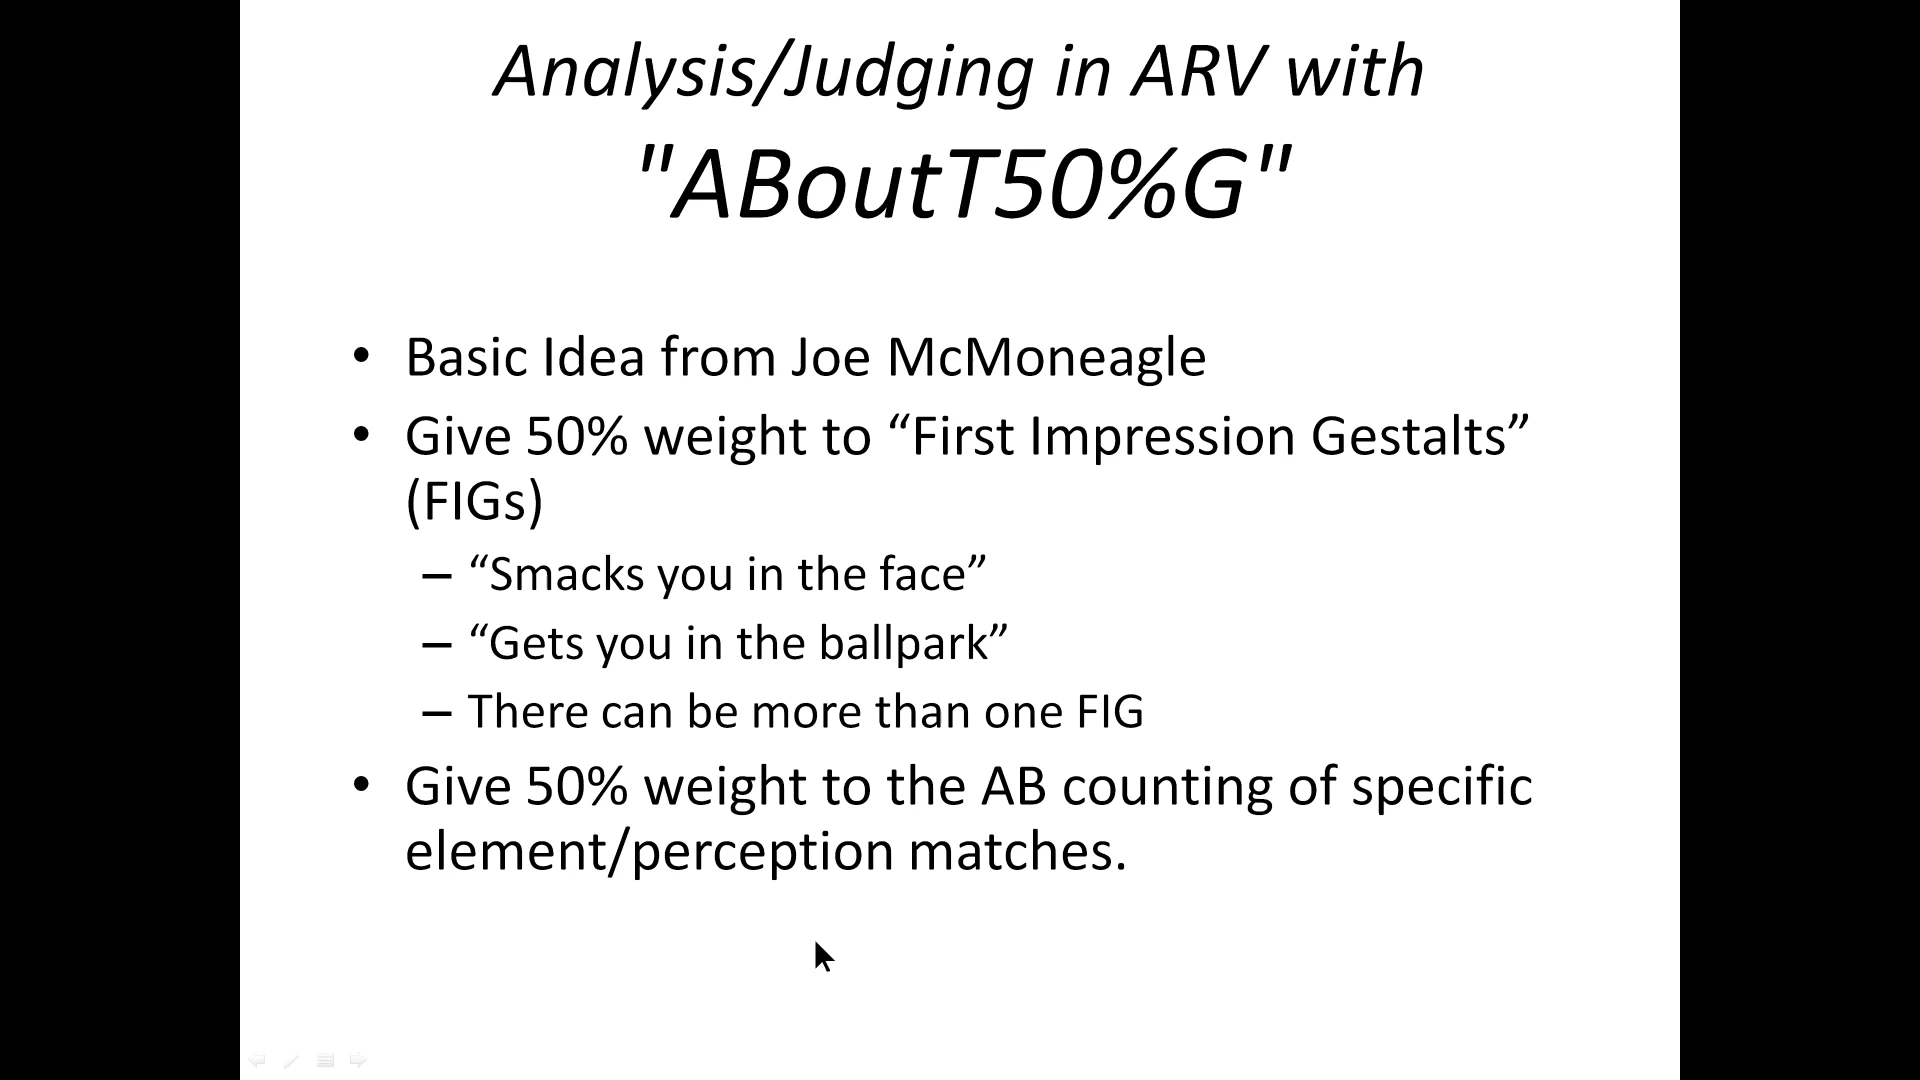 Analysis/Judging in ARV with
"ABoutT50%G"
• Basic Idea from Joe McMoneagle
• Give 50% weight to “First Impression Gestalts”
(FIGs)
– “Smacks you in the face”
– “Gets you in the ballpark”
– There can be more than one FIG
• Give 50% weight to the AB counting of specific
element/perception matches.